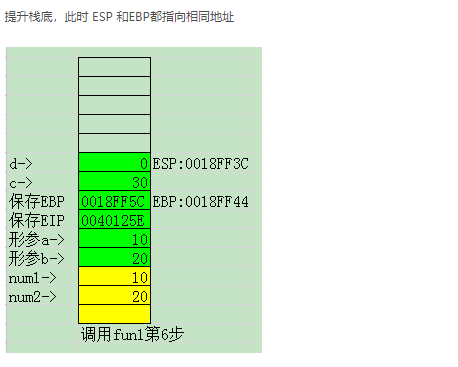 提升栈底，此时 ESP 和EBP都指向相同地址
d-> 0 ESP:0018FF3C
c-> 30
保存EBP 0018FF5C EBP:0018FF44
保存EIP 0040125E
形参a-> 10
形参b-> 20
num1-> 10
num2-> 20
调用fun1第6步